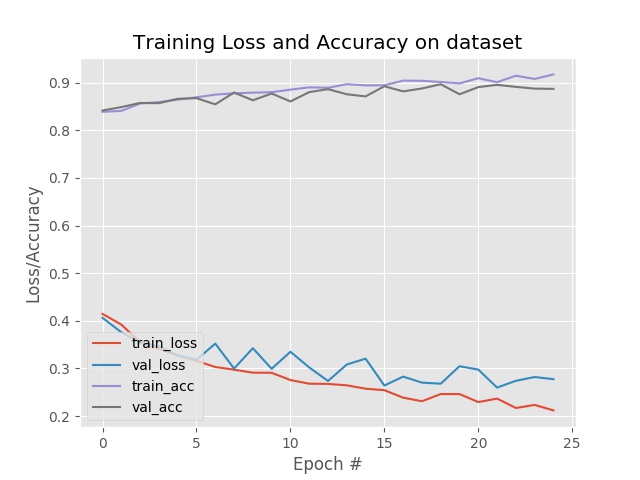 Training Loss and Accuracy on dataset
Loss/Accuracy
0.9
0.8
0.7
0.6
0.5
0.4
0.3
0.2
train_loss
val_loss
train_acc
val_acc
0 5 10 15 20 25
Epoch #